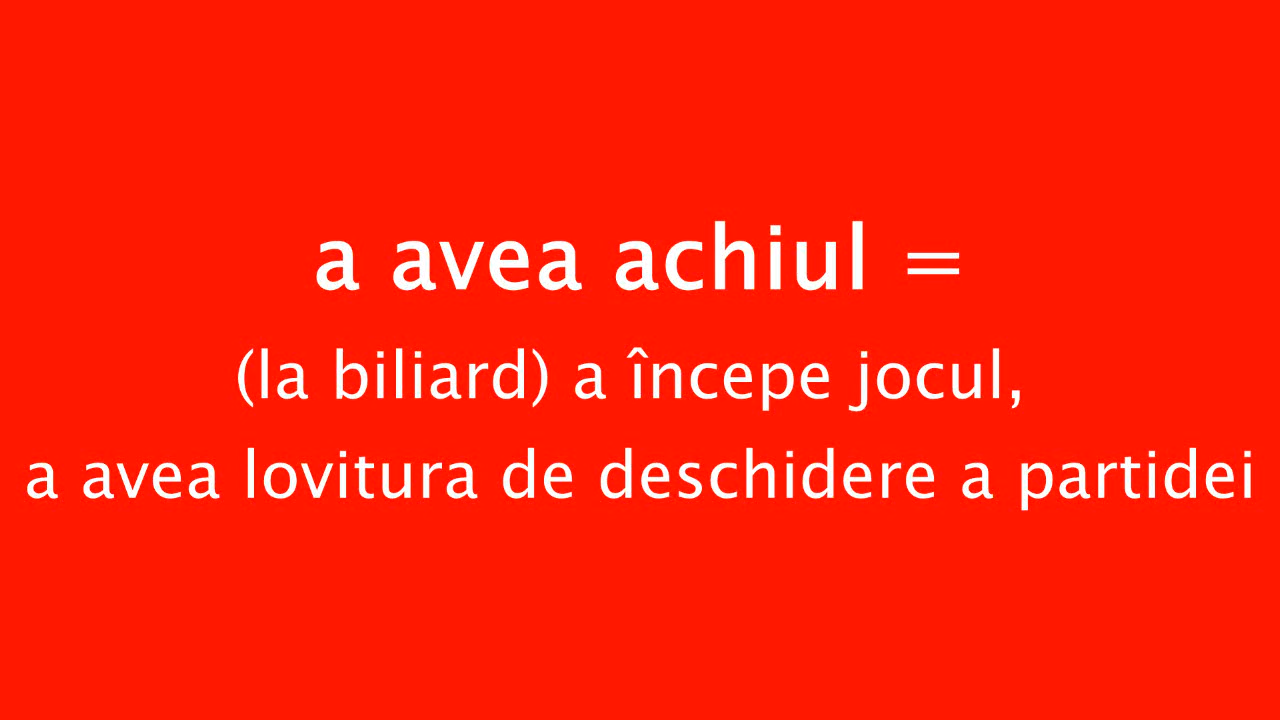 a avea achiul =
(la biliard) a începe jocul,
a avea lovitura de deschidere a partidei